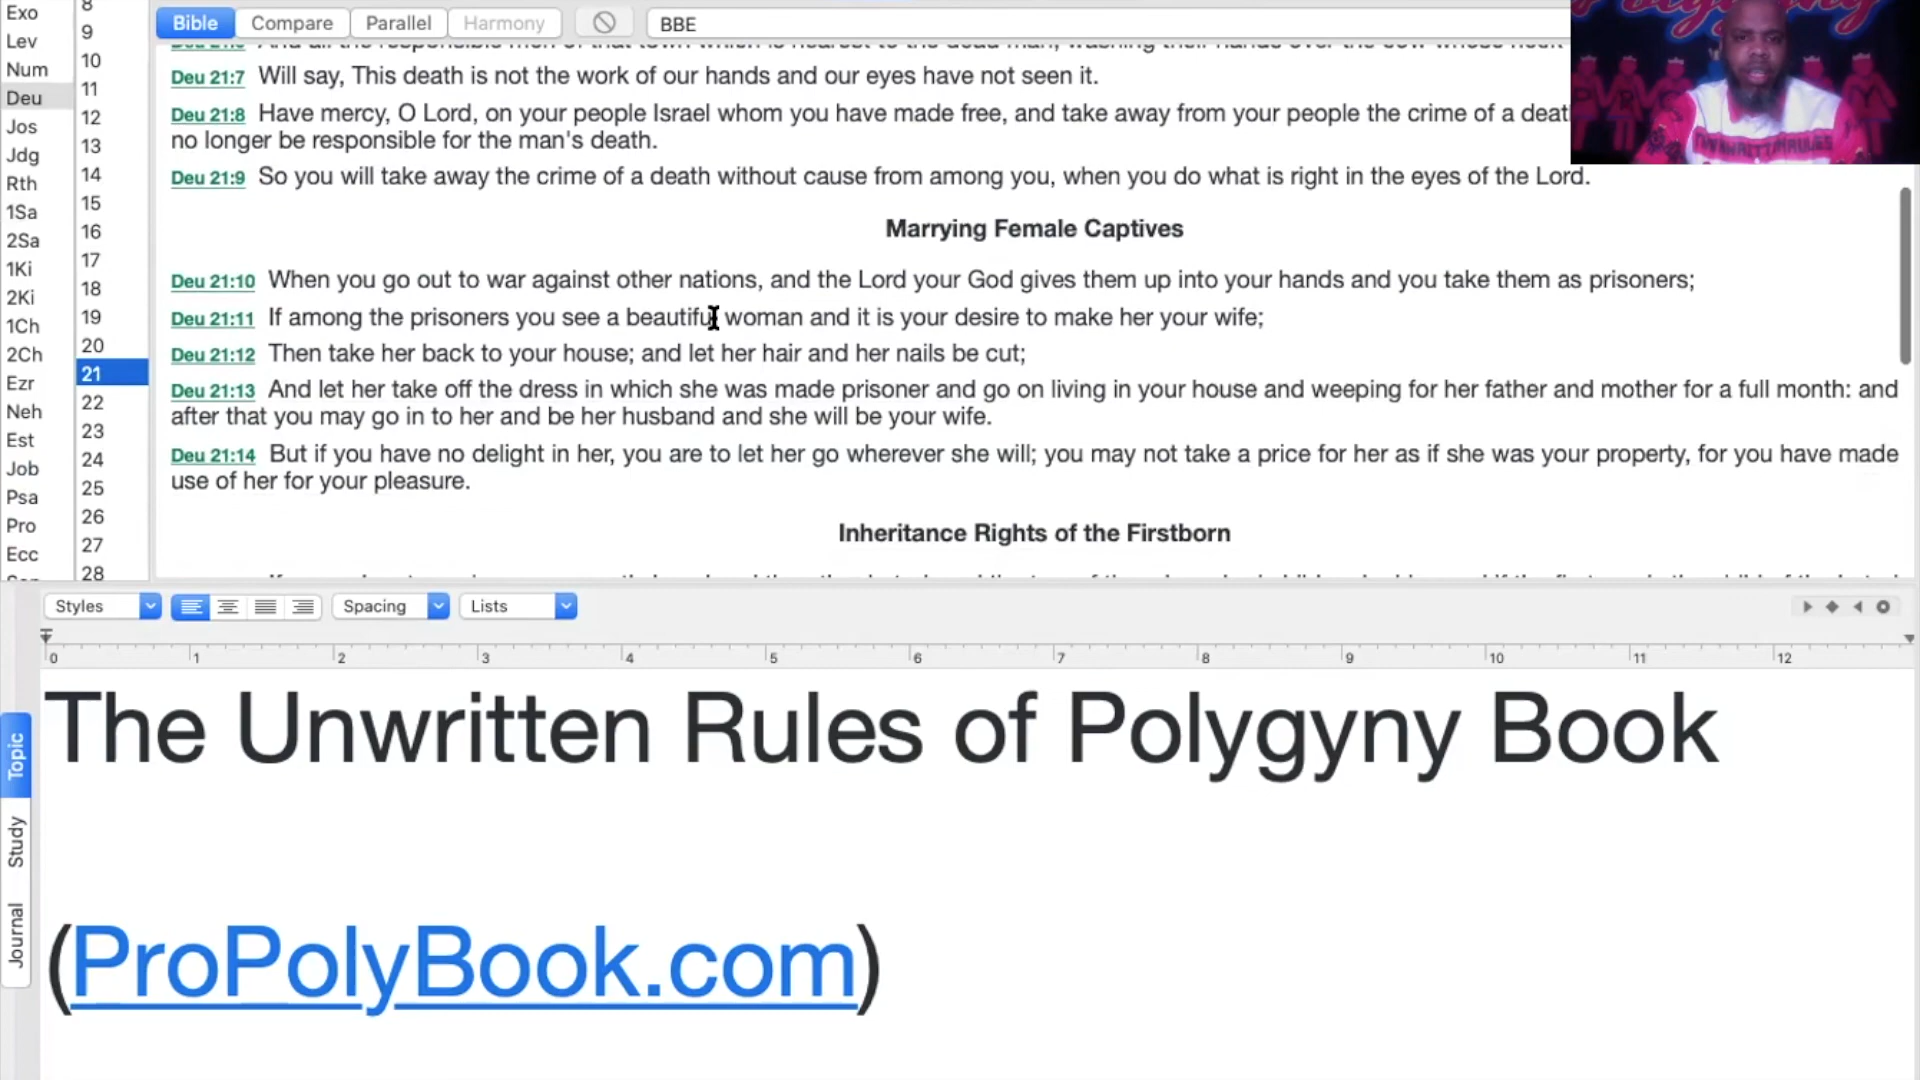 Exo
Lev
Num
Deu
Jos
Jdg
Rth
1Sa
2Sa
1Ki
2Ki
1Ch
2Ch
Ezr
Neh
Est
Job
Psa
Pro
Ecc
8
9
10
11
12
13
14
15
16
17
18
19
20
21
22
23
24
25
26
27
28
Bible Compare Parallel Harmony BBE
Deu 21:7 Will say, This death is not the work of our hands and our eyes have not seen it.
Deu 21:8 Have mercy, O Lord, on your people Israel whom you have made free, and take away from your people the crime of a
no longer be responsible for the man's death.
Deu 21:9 So you will take away the crime of a death without cause from among you, when you do what is right in the eyes of the Lord.
Marrying Female Captives
Deu 21:10 When you go out to war against other nations, and the Lord your God gives them up into your hands and you take them as prisoners;
Deu 21:11 If among the prisoners you see a beautiful woman and it is your desire to make her your wife;
Deu 21:12 Then take her back to your house; and let her hair and her nails be cut;
Deu 21:13 And let her take off the dress in which she was made prisoner and go on living in your house and weeping for her father and mother for a full month: and
after that you may go in to her and be her husband and she will be your wife.
Deu 21:14 But if you have no delight in her, you are to let her go wherever she will; you may not take a price for her as if she was your property, for you have made
use of her for your pleasure.
Inheritance Rights of the Firstborn
Styles Spacing Lists
0 1 2 3 4 5 6 7 8 9 10 11 12
Topic
Study
Journal
The Unwritten Rules of Polygyny Book
(ProPolyBook.com)